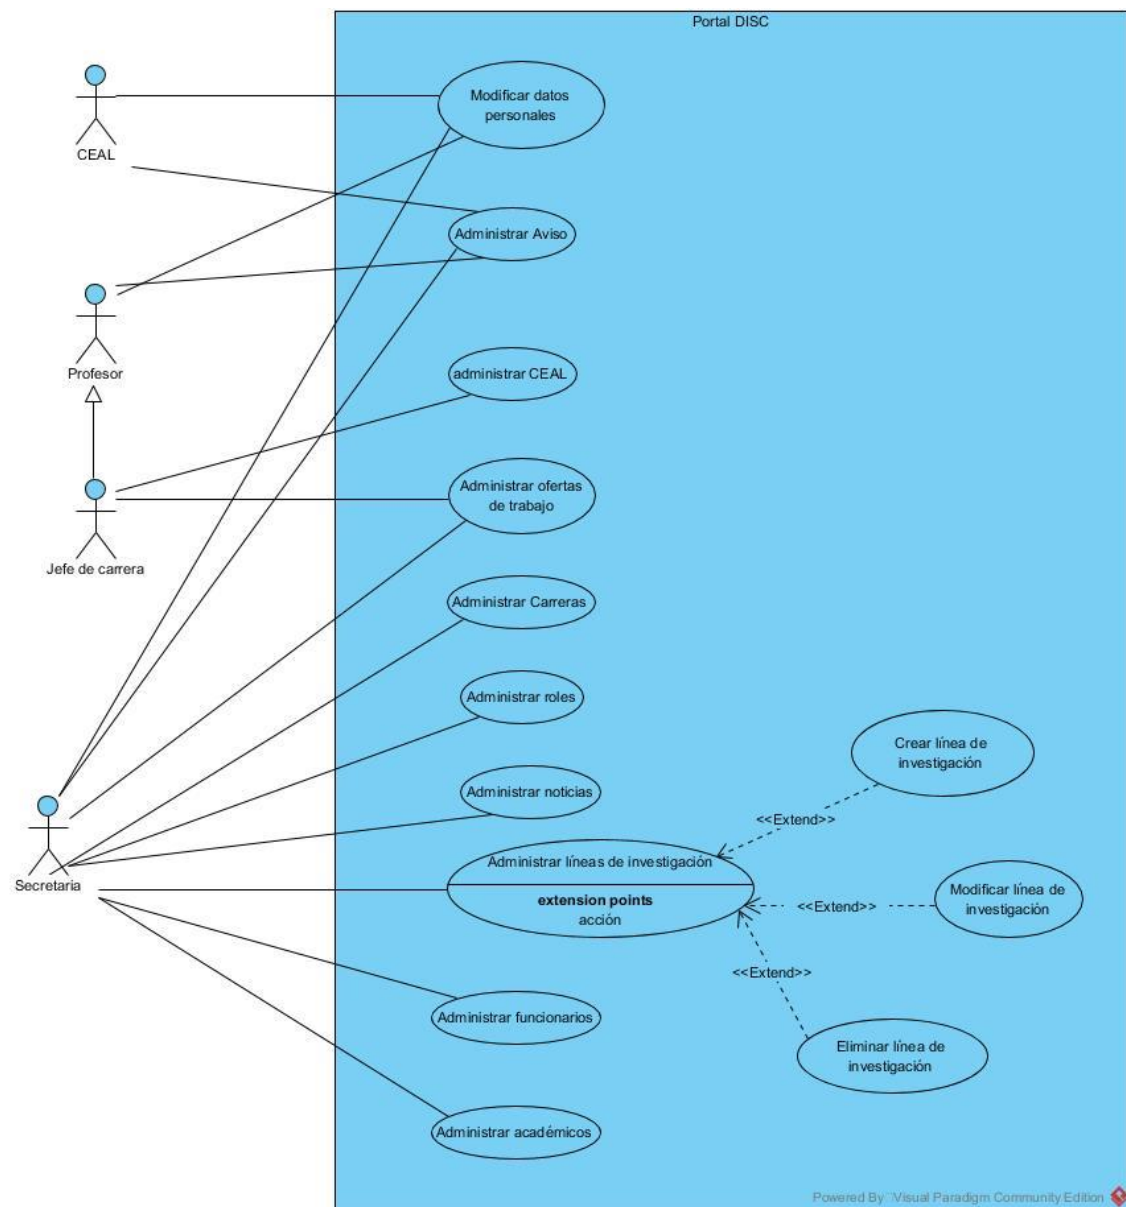 Portal DISC
Modificar datos
personales
CEAL
Administrar Aviso
Profesor
administrar CEAL
Administrar ofertas
de trabajo
Jefe de carrera
Administrar Carreras
Administrar roles
Crear línea de
investigación
Administrar noticias
<<Extend>>
Secretaria
Administrar líneas de investigación
extension points
acción
Modificar línea de
investigación
<<Extend>>
<<Extend>>
Administrar funcionarios
Eliminar línea de
investigación
Administrar académicos
Powered By Visual Paradigm Community Edition